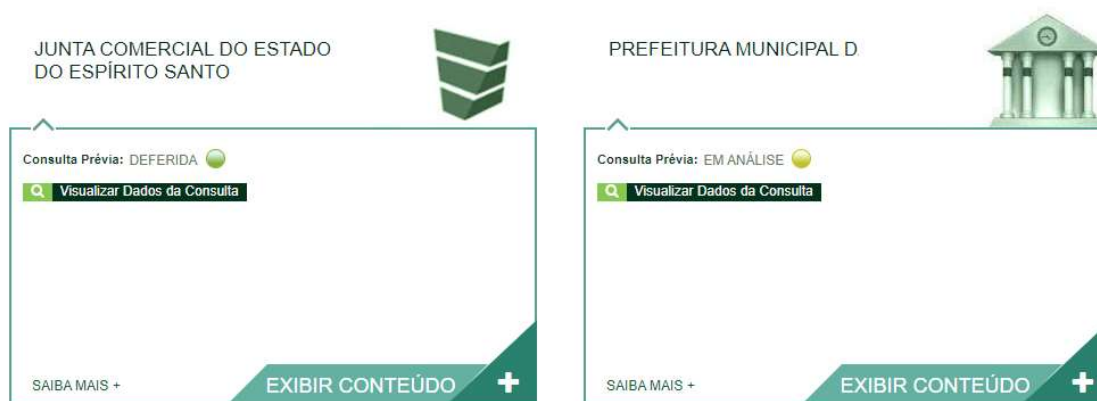 JUNTA COMERCIAL DO ESTADO
DO ESPÍRITO SANTO
Consulta Prévia: DEFERIDA
Visualizar Dados da Consulta
SAIBA MAIS +
EXIBIR CONTEÚDO +
PREFEITURA MUNICIPAL D
Consulta Prévia: EM ANÁLISE
Visualizar Dados da Consulta
SAIBA MAIS +
EXIBIR CONTEÚDO +